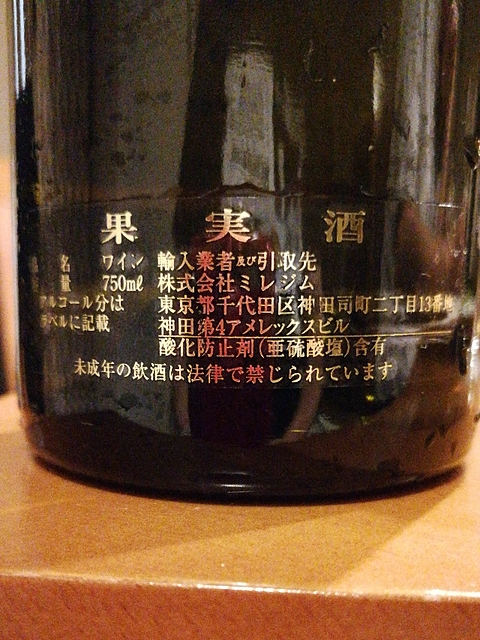 果実酒
名 ワイン 輸入業者及び引取先
量 750mℓ 株式会社ミレジム
アルコール分は 東京都千代田区神田司町二丁目13番地
ラベルに記載 神田第4アメレックスビル
酸化防止剤(亜硫酸塩)含有
未成年の飲酒は法律で禁じられています